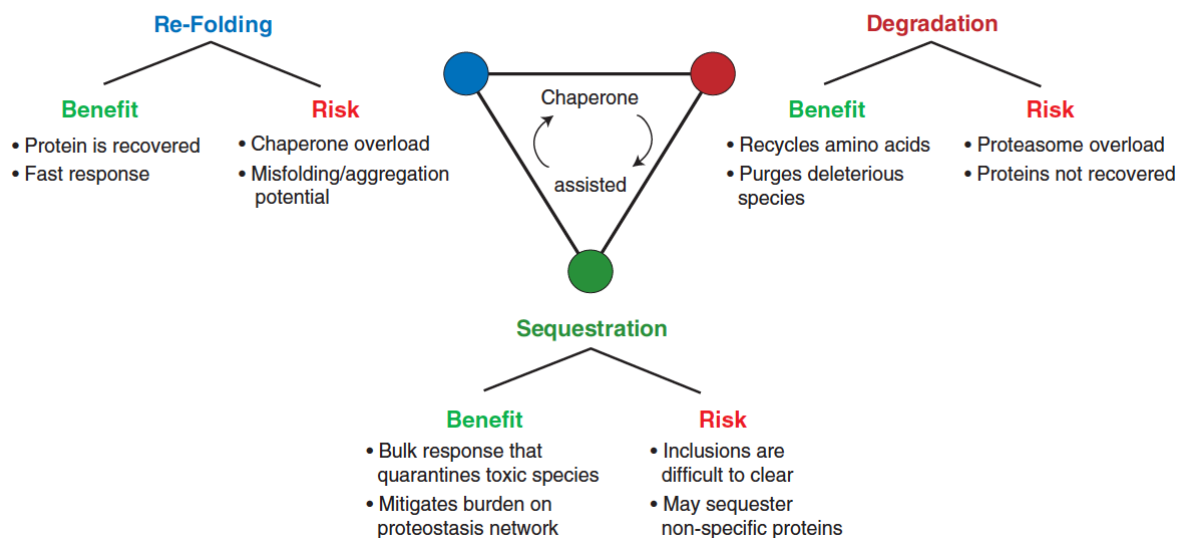 Re-Folding
Benefit
• Protein is recovered
• Fast response
Risk
• Chaperone overload
• Misfolding/aggregation
potential
Chaperone
assisted
Degradation
Benefit
• Recycles amino acids
• Purges deleterious
species
Risk
• Proteasome overload
• Proteins not recovered
Sequestration
Benefit
• Bulk response that
quarantines toxic species
• Mitigates burden on
proteostasis network
Risk
• Inclusions are
difficult to clear
• May sequester
non-specific proteins